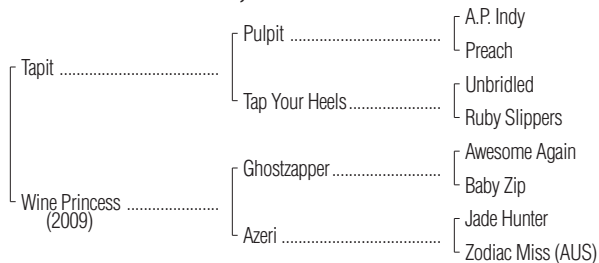 A.P. Indy
Pulpit ................................
Preach
Tapit ..................................
Unbridled
Tap Your Heels...................
Ruby Slippers
Awesome Again
Ghostzapper......................
Baby Zip
Wine Princess ....................
(2009)
Jade Hunter
Azeri ..................................
Zodiac Miss (AUS)